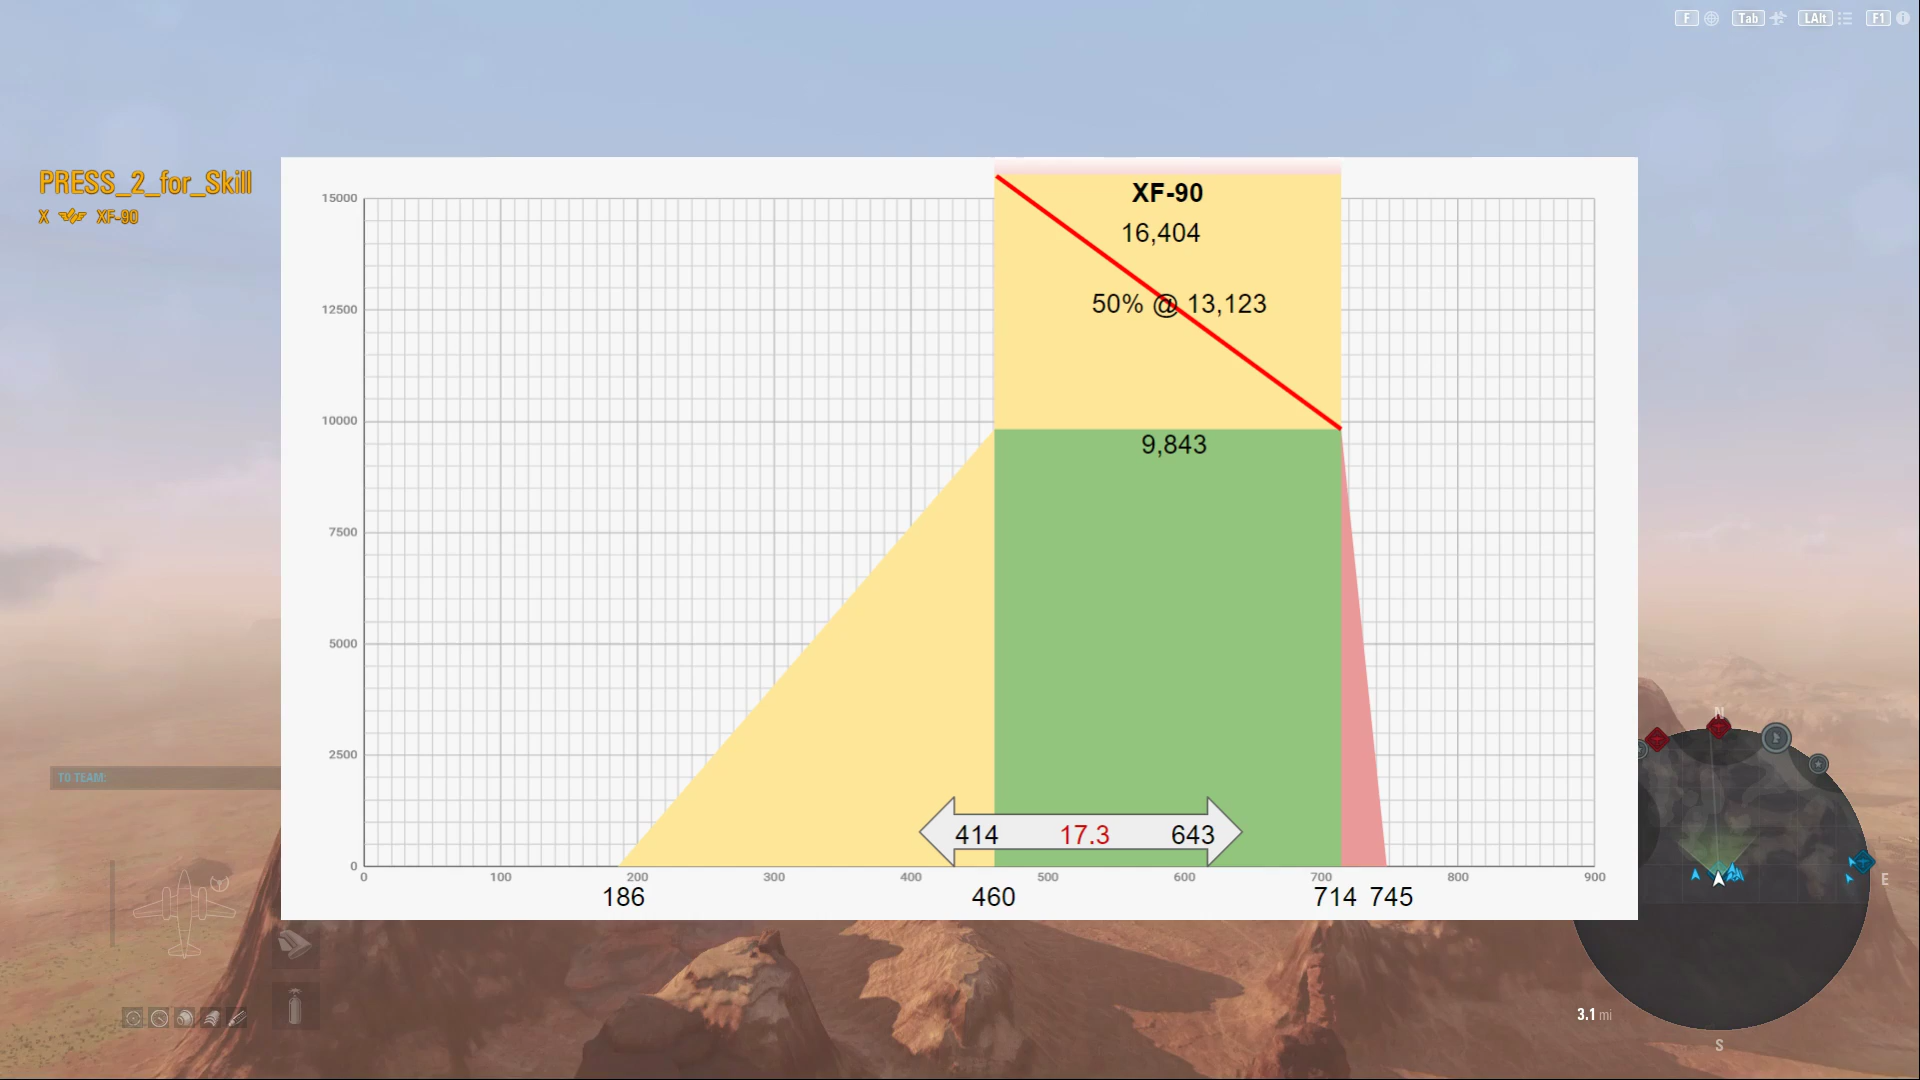 F Tab LAlt F1
PRESS_2_for_Skill
X XF-90
XF-90
16,404
50% @ 13,123
9,843
15000
12500
10000
7500
5000
2500
0
414 17.3 643
0 100 200 300 400 500 600 700 800 900
186 460 714 745
TO TEAM:
N
E
S
3.1 mi